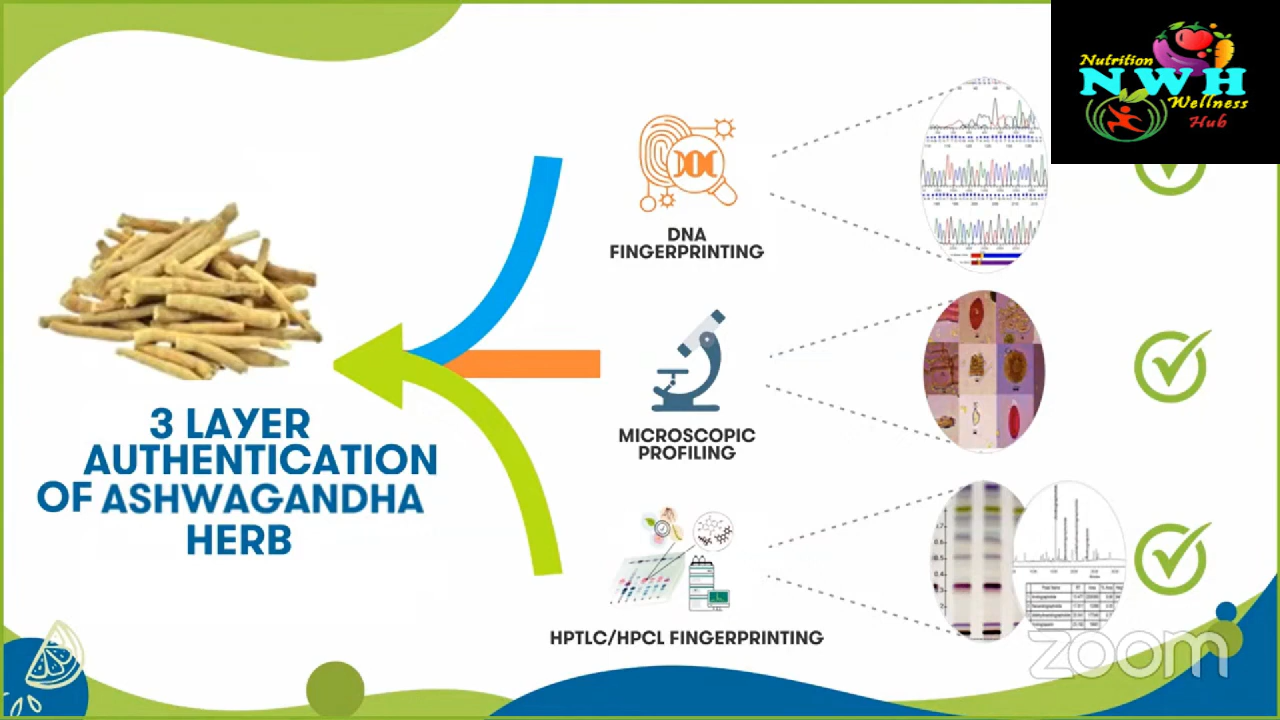 Nutrition
NWH
Wellness
Hub
DNA
FINGERPRINTING
MICROSCOPIC
PROFILING
3 LAYER
AUTHENTICATION
OF ASHWAGANDHA
HERB
HPTLC/HPCL FINGERPRINTING
zoom